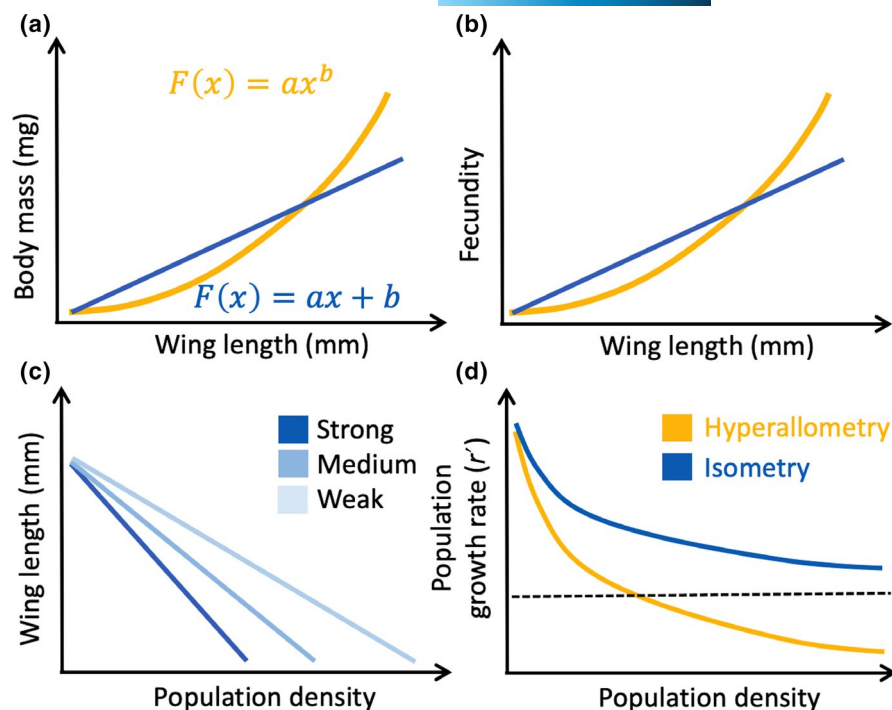 (a)
Body mass (mg)
F(x) = ax^b
F(x) = ax + b
Wing length (mm)
(b)
Fecundity
Wing length (mm)
(c)
Wing length (mm)
Strong
Medium
Weak
Population density
(d)
Population
growth rate (r′)
Hyperallometry
Isometry
Population density